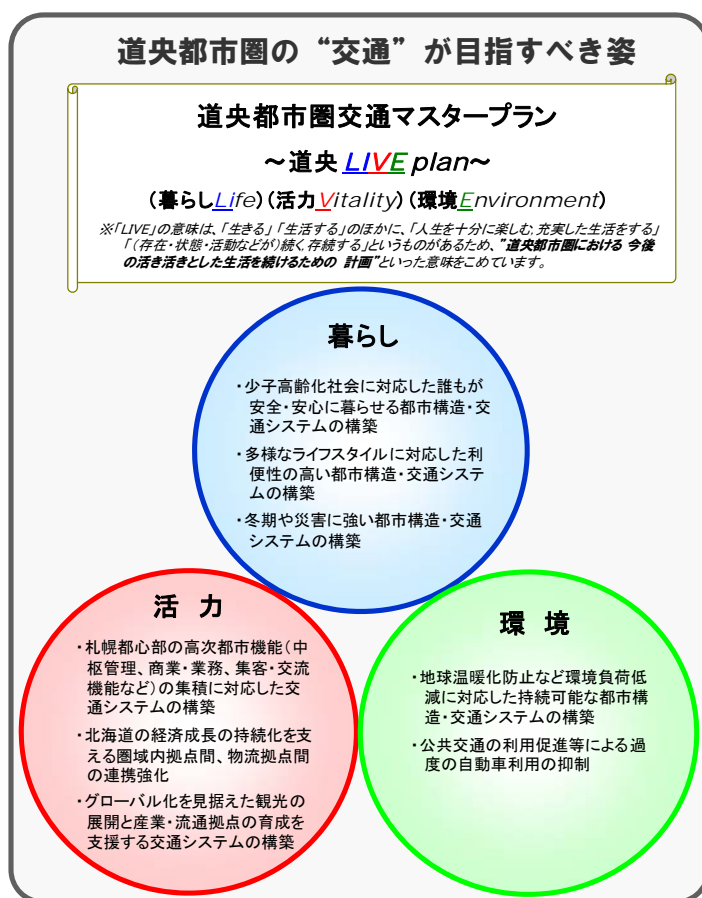 道央都市圏の“交通”が目指すべき姿
道央都市圏交通マスタープラン
～道央LIVE plan～
(暮らしLife)(活力Vitality)(環境Environment)
※「LIVE」の意味は、「生きる」「生活する」のほかに、「人生を十分に楽しむ, 充実した生活をする」
「(存在・状態・活動などが)続く, 存続する」というものがあるため、”道央都市圏における 今後
の活き活きとした生活を続けるための 計画”といった意味をこめています。
暮らし
・少子高齢化社会に対応した誰もが
安全・安心に暮らせる都市構造・交
通システムの構築
・多様なライフスタイルに対応した利
便性の高い都市構造・交通システ
ムの構築
・冬期や災害に強い都市構造・交通
システムの構築
活 力
・札幌都心部の高次都市機能(中
枢管理、商業・業務、集客・交流
機能など)の集積に対応した交
通システムの構築
・北海道の経済成長の持続化を支
える圏域内拠点間、物流拠点間
の連携強化
・グローバル化を見据えた観光の
展開と産業・流通拠点の育成を
支援する交通システムの構築
環 境
・地球温暖化防止など環境負荷低
減に対応した持続可能な都市構
造・交通システムの構築
・公共交通の利用促進等による過
度の自動車利用の抑制